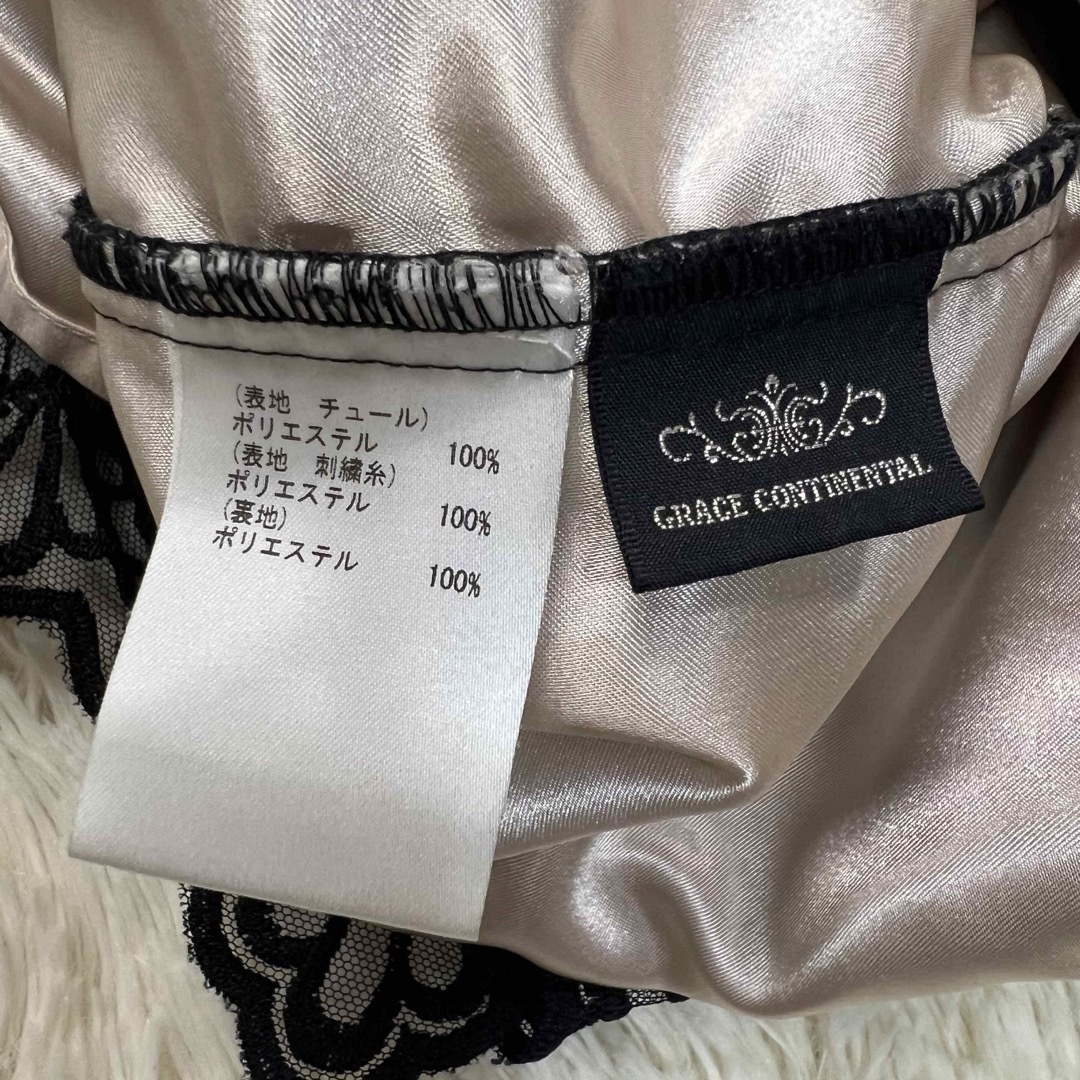 (表地　チュール)
ポリエステル 100%
(表地　刺繍糸)
ポリエステル 100%
(裏地)
ポリエステル 100%
GRACE CONTINENTAL